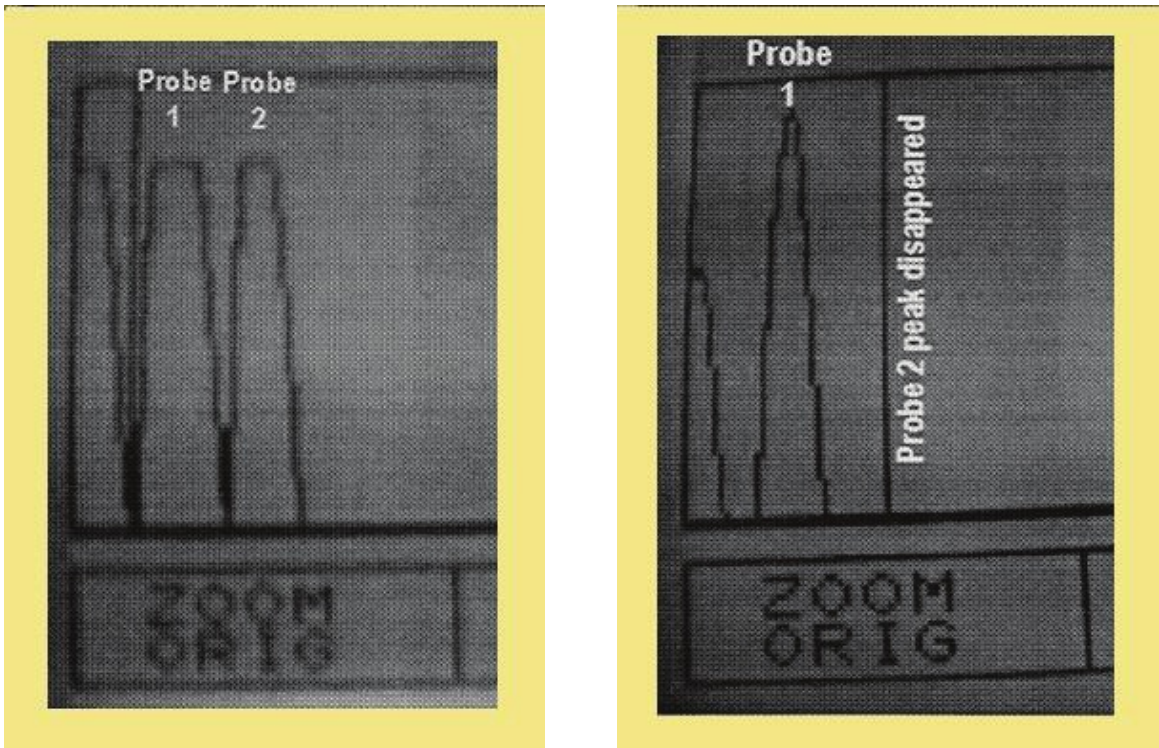 Probe Probe
1 2
ZOOM
ORIG
Probe
1
Probe 2 peak disappeared
ZOOM
ORIG